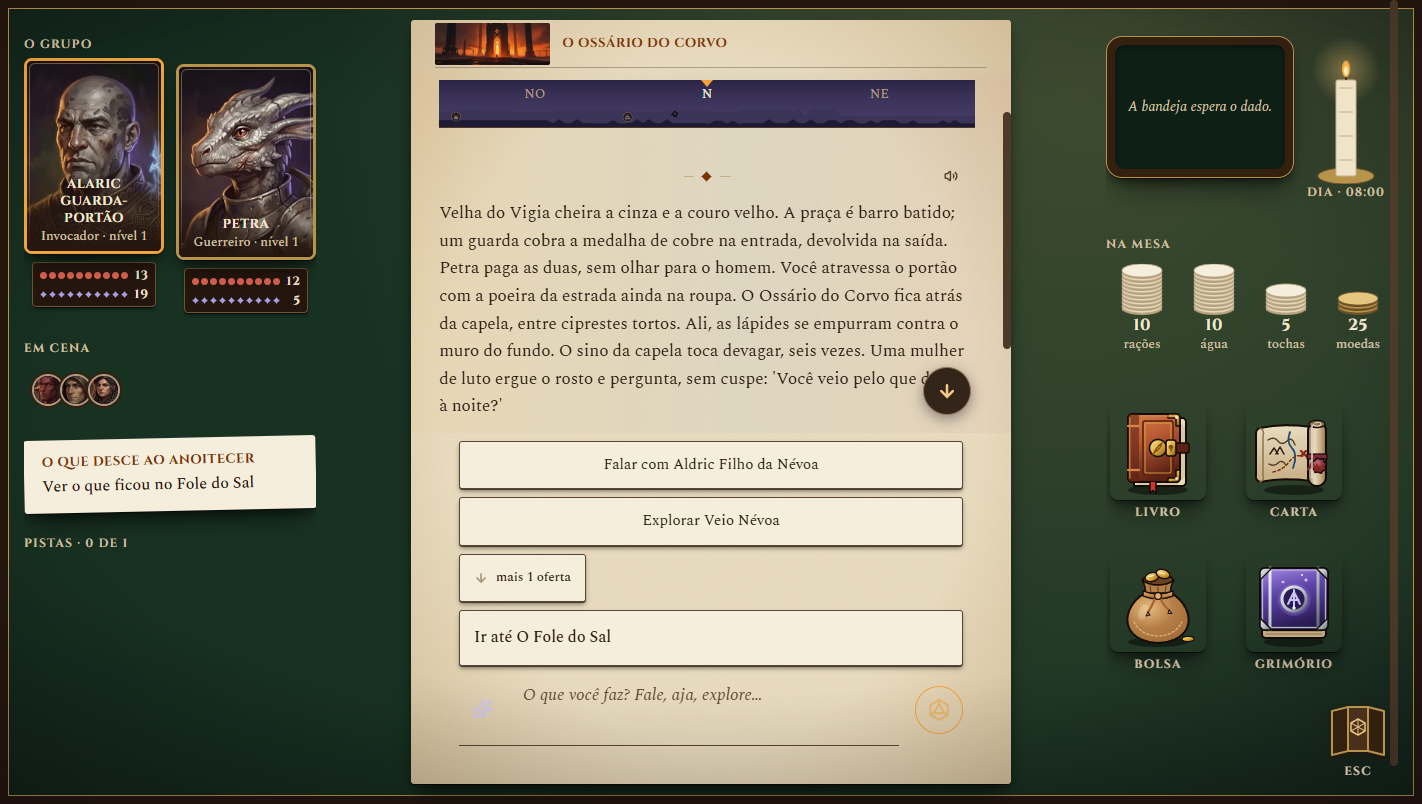 O GRUPO
ALARIC
GUARDA-
PORTÃO
Invocador · nível 1
13
19
PETRA
Guerreiro · nível 1
12
5
EM CENA
O QUE DESCE AO ANOITECER
Ver o que ficou no Fole do Sal
PISTAS · 0 DE 1
O OSSÁRIO DO CORVO
NO
N
NE
Velha do Vigia cheira a cinza e a couro velho. A praça é barro batido;
um guarda cobra a medalha de cobre na entrada, devolvida na saída.
Petra paga as duas, sem olhar para o homem. Você atravessa o portão
com a poeira da estrada ainda na roupa. O Ossário do Corvo fica atrás
da capela, entre ciprestes tortos. Ali, as lápides se empurram contra o
muro do fundo. O sino da capela toca devagar, seis vezes. Uma mulher
de luto ergue o rosto e pergunta, sem cuspe: 'Você veio pelo que
à noite?'
Falar com Aldric Filho da Névoa
Explorar Veio Névoa
mais 1 oferta
Ir até O Fole do Sal
O que você faz? Fale, aja, explore...
A bandeja espera o dado.
DIA · 08:00
NA MESA
10
rações
10
água
5
tochas
25
moedas
LIVRO
CARTA
BOLSA
GRIMÓRIO
ESC